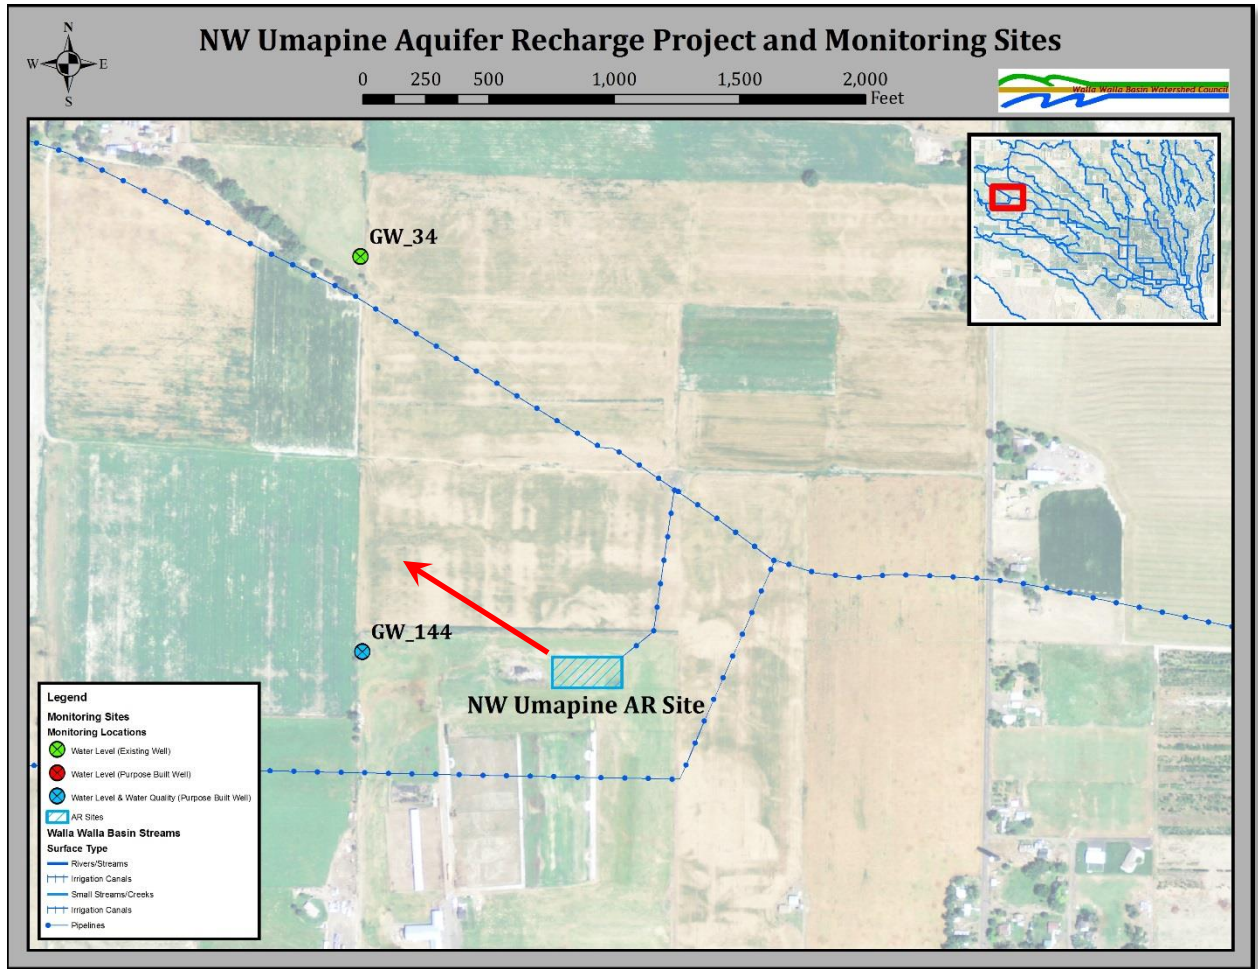 NW Umapine Aquifer Recharge Project and Monitoring Sites
N
W E
S
0 250 500 1,000 1,500 2,000
Feet
Walla Walla Basin Watershed Council
GW_34
GW_144
NW Umapine AR Site
Legend
Monitoring Sites
Monitoring Locations
Water Level (Existing Well)
Water Level (Purpose Built Well)
Water Level & Water Quality (Purpose Built Well)
AR Sites
Walla Walla Basin Streams
Surface Type
Rivers/Streams
Irrigation Canals
Small Streams/Creeks
Irrigation Canals
Pipelines